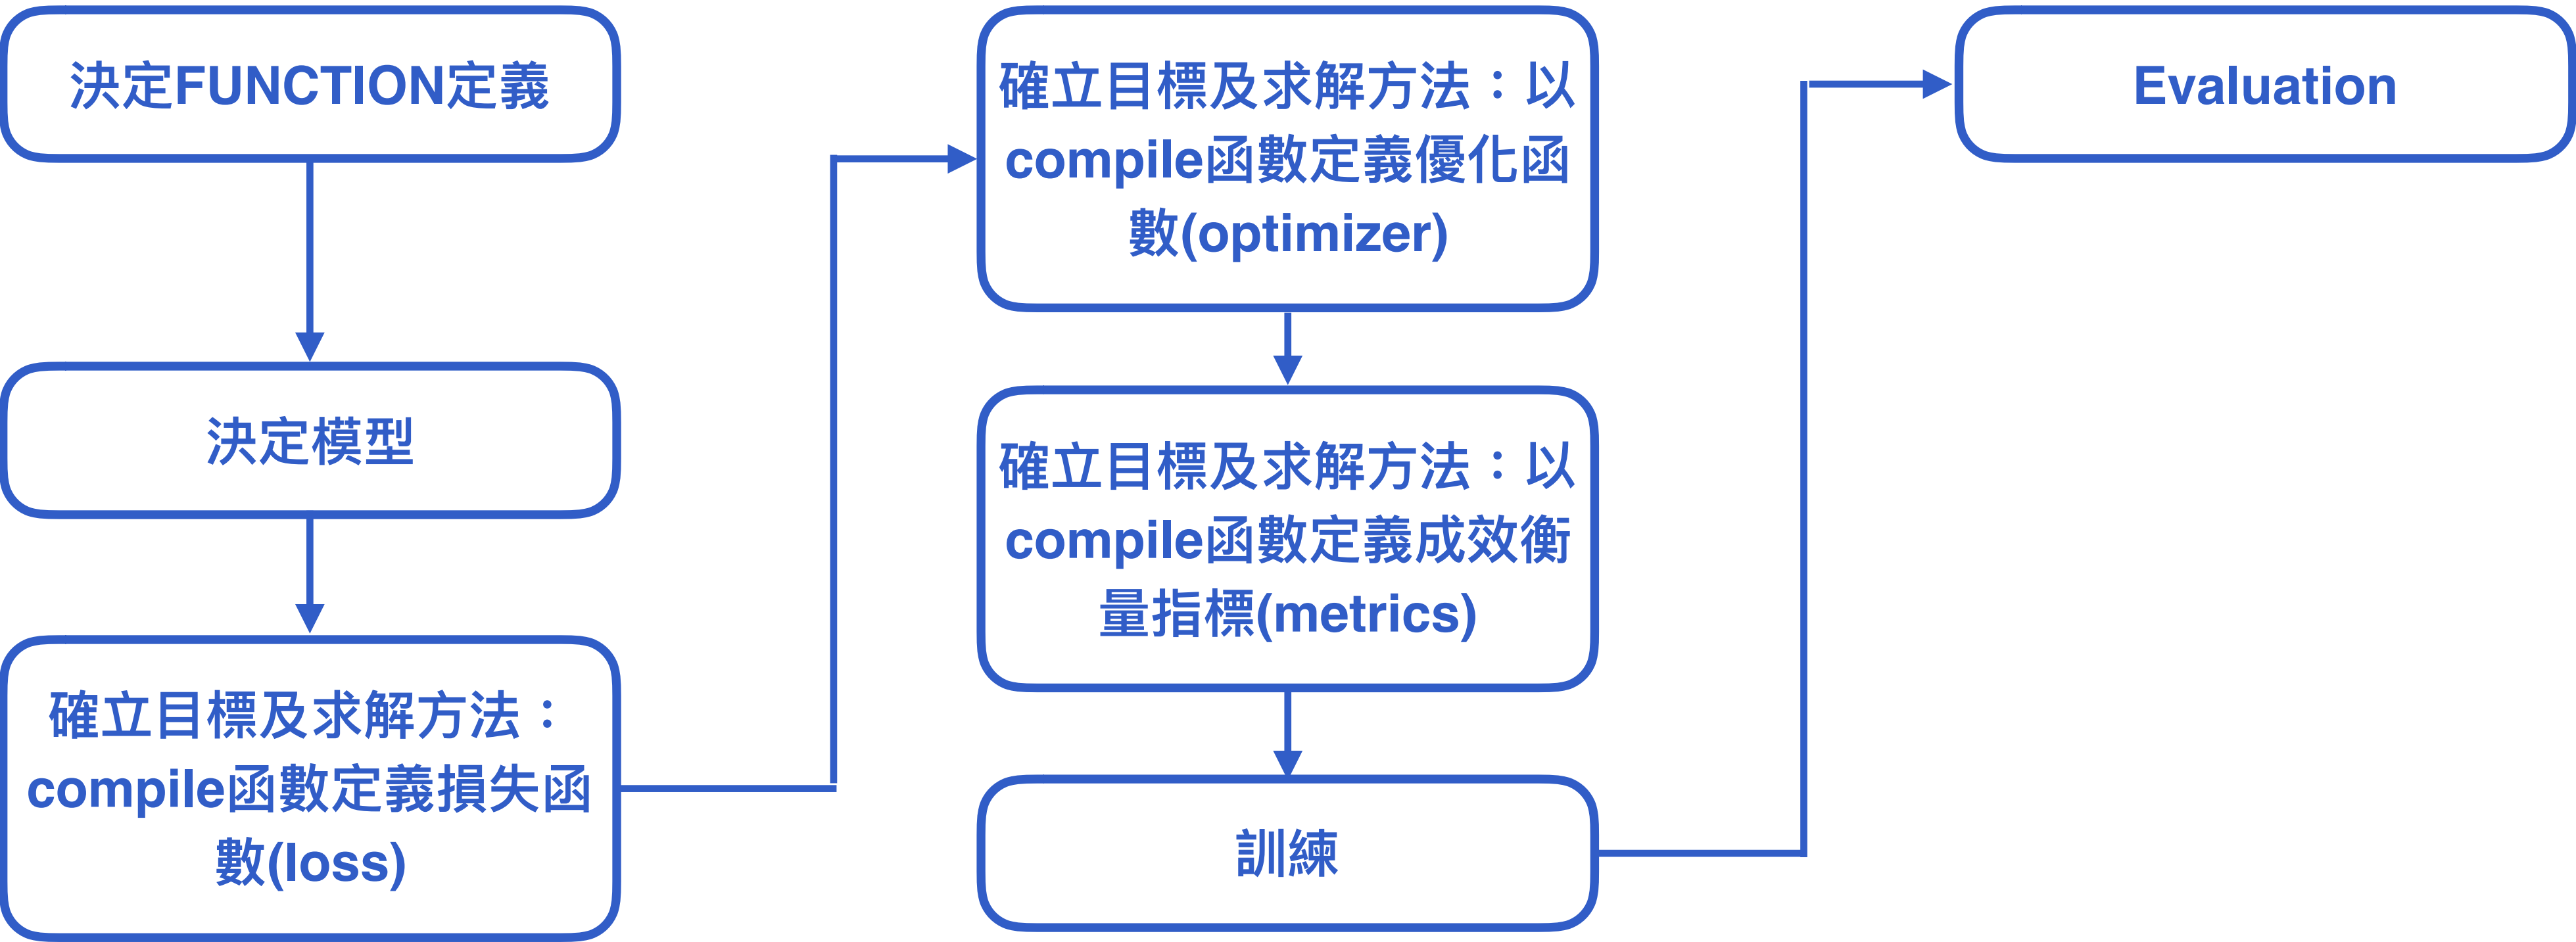 決定FUNCTION定義
決定模型
確立目標及求解方法：
compile函數定義損失函
數(loss)
確立目標及求解方法：以
compile函數定義優化函
數(optimizer)
確立目標及求解方法：以
compile函數定義成效衡
量指標(metrics)
訓練
Evaluation